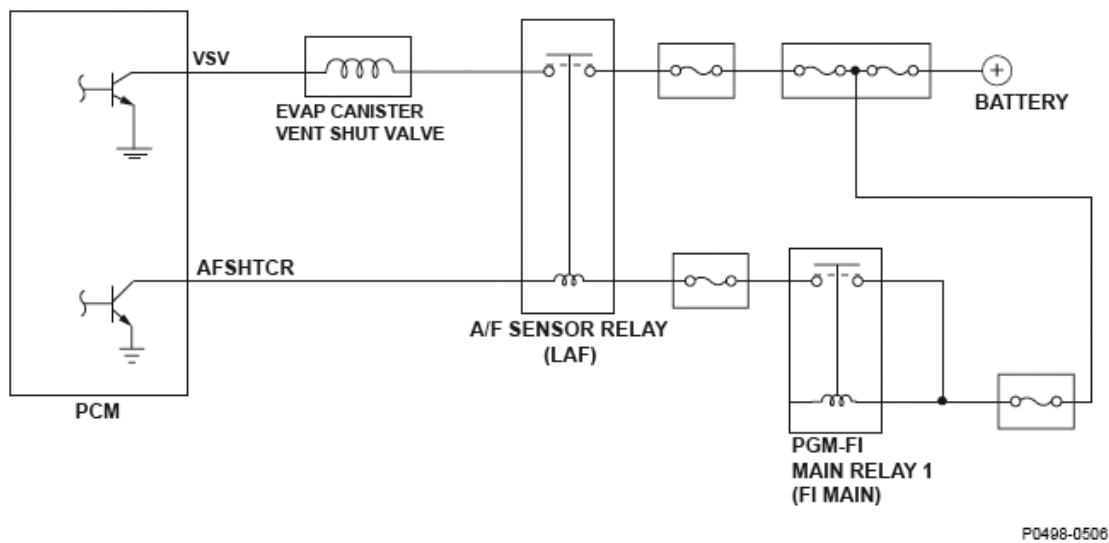 VSV
EVAP CANISTER
VENT SHUT VALVE
+
BATTERY
AFSHTCR
A/F SENSOR RELAY
(LAF)
PCM
PGM-FI
MAIN RELAY 1
(FI MAIN)
P0498-0506